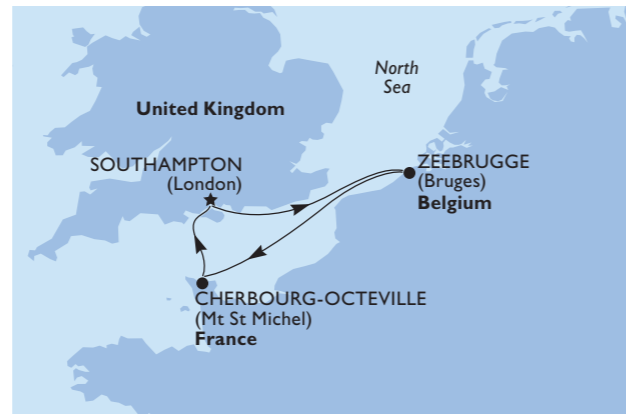 North
Sea
United Kingdom
SOUTHAMPTON
(London)
ZEEBRUGGE
(Bruges)
Belgium
CHERBOURG-OCTEVILLE
(Mt St Michel)
France